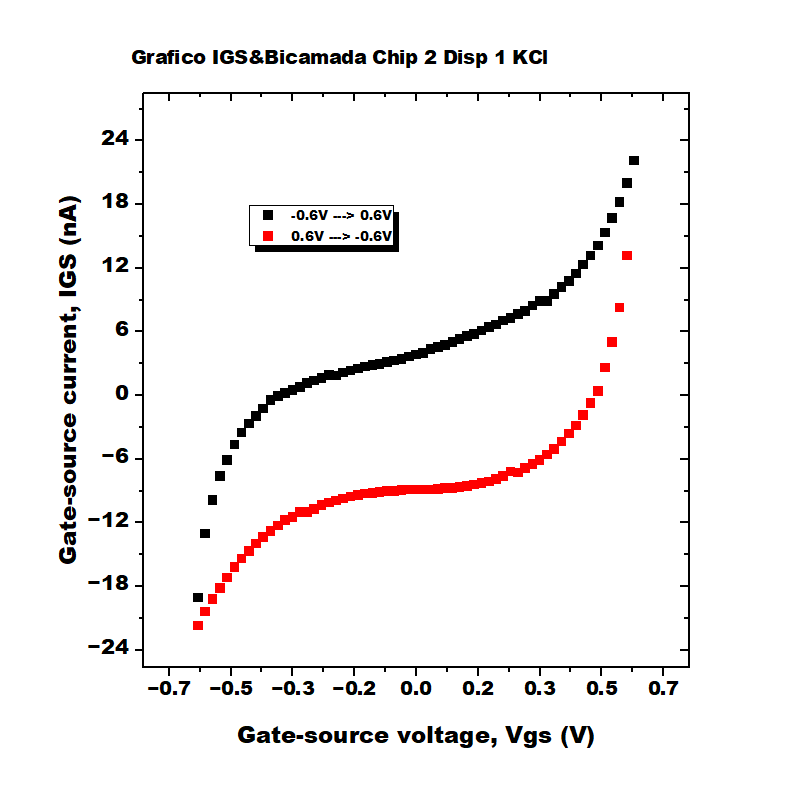 Grafico IGS&Bicamada Chip 2 Disp 1 KCl
24
18
12
6
0
−6
−12
−18
−24
Gate-source current, IGS (nA)
-0.6V ---> 0.6V
0.6V ---> -0.6V
−0.7 −0.5 −0.3 −0.2 0.0 0.2 0.3 0.5 0.7
Gate-source voltage, Vgs (V)